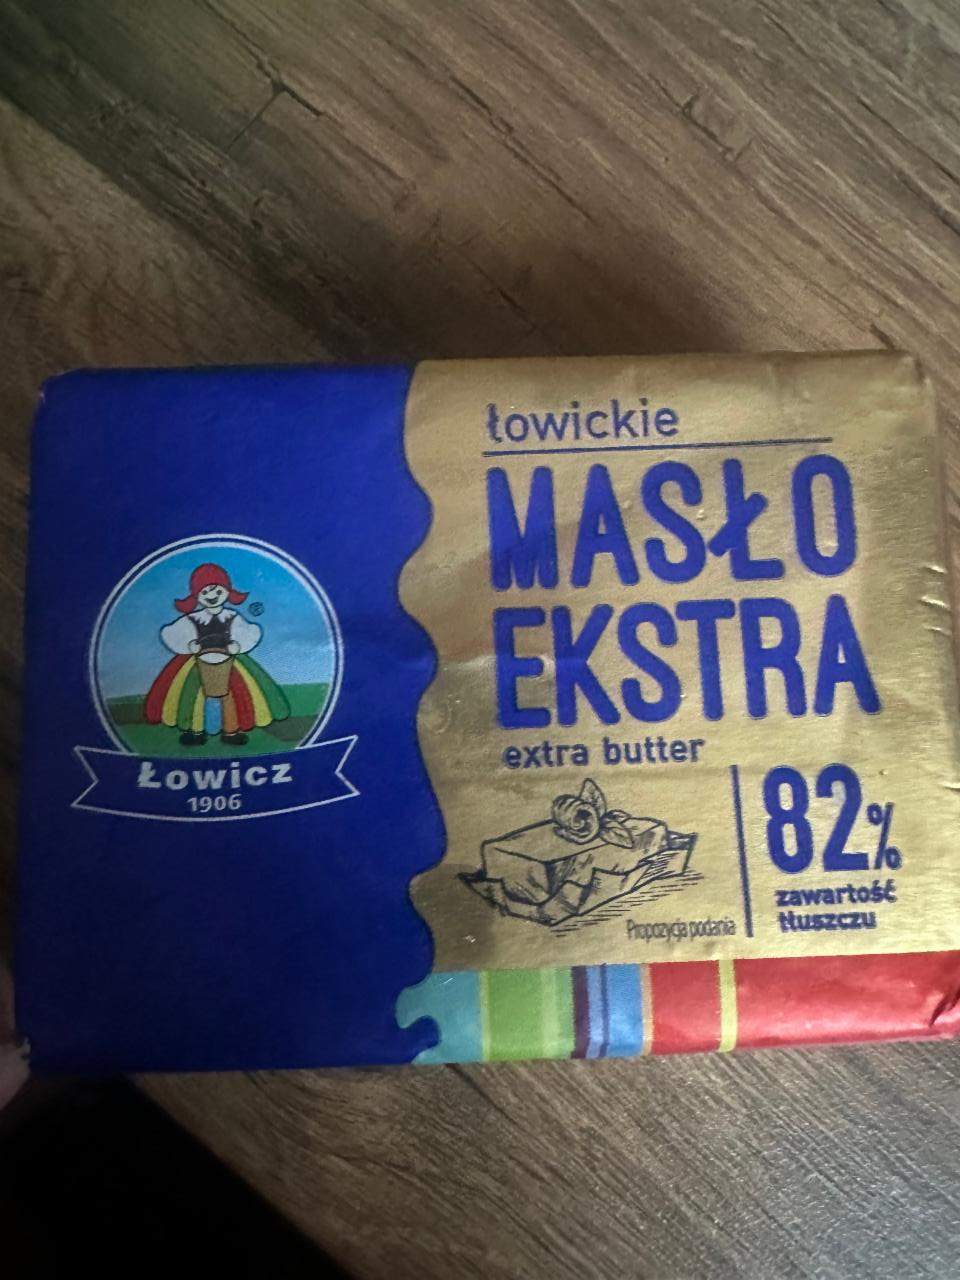 łowickie
MASŁO
EKSTRA
extra butter
82%
zawartość
tłuszczu
Propozycja podania
®
Łowicz
1906